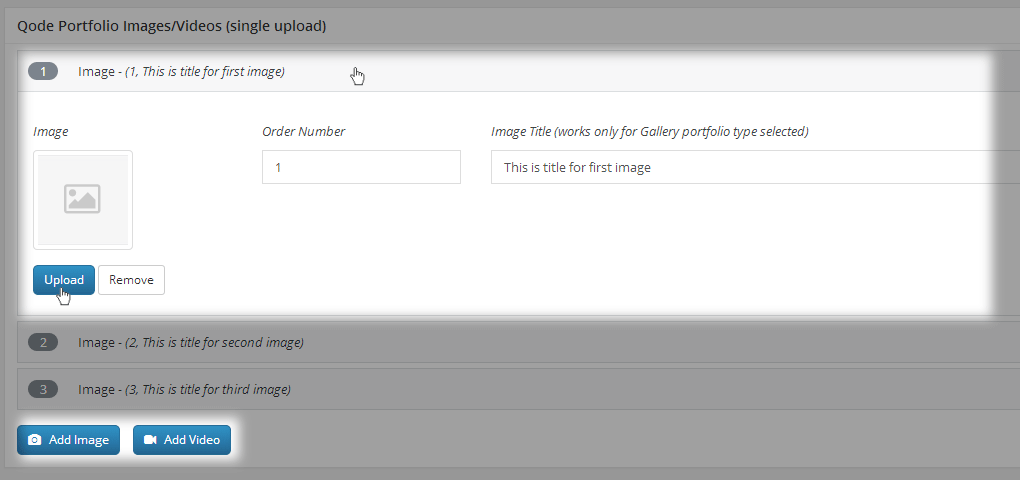 Qode Portfolio Images/Videos (single upload)
1 Image - (1, This is title for first image)
Image Order Number Image Title (works only for Gallery portfolio type selected)
1 This is title for first image
Upload Remove
2 Image - (2, This is title for second image)
3 Image - (3, This is title for third image)
Add Image Add Video